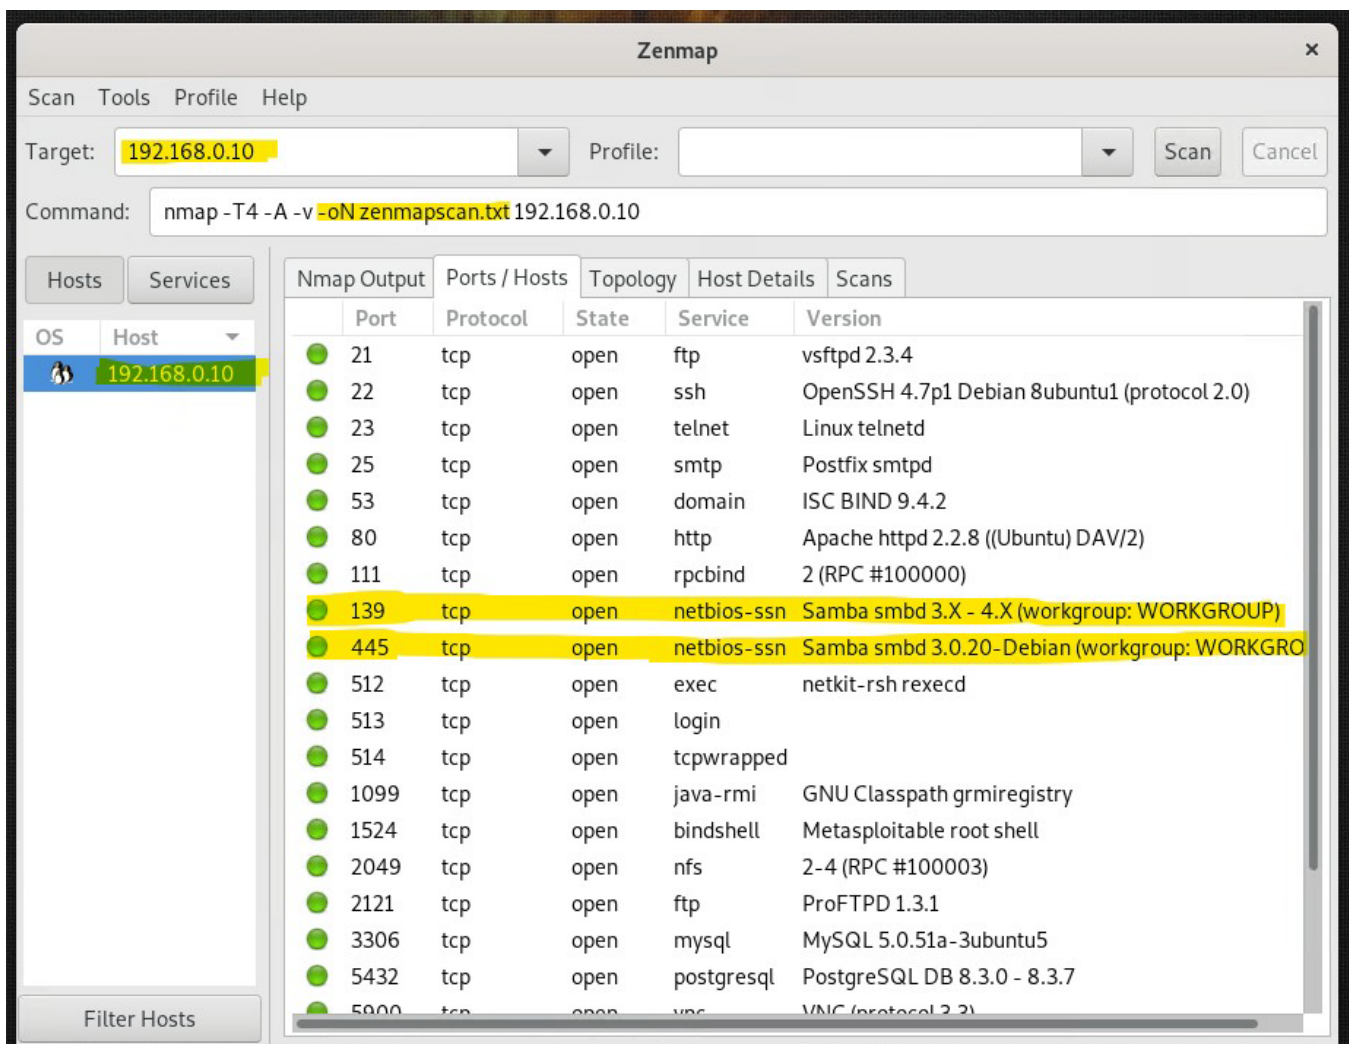 Zenmap ×
Scan Tools Profile Help
Target: 192.168.0.10 Profile: Scan Cancel
Command: nmap -T4 -A -v -oN zenmapscan.txt 192.168.0.10
Hosts Services
Nmap Output Ports / Hosts Topology Host Details Scans
OS Host
192.168.0.10
Port Protocol State Service Version
21 tcp open ftp vsftpd 2.3.4
22 tcp open ssh OpenSSH 4.7p1 Debian 8ubuntu1 (protocol 2.0)
23 tcp open telnet Linux telnetd
25 tcp open smtp Postfix smtpd
53 tcp open domain ISC BIND 9.4.2
80 tcp open http Apache httpd 2.2.8 ((Ubuntu) DAV/2)
111 tcp open rpcbind 2 (RPC #100000)
139 tcp open netbios-ssn Samba smbd 3.X - 4.X (workgroup: WORKGROUP)
445 tcp open netbios-ssn Samba smbd 3.0.20-Debian (workgroup: WORKGRO
512 tcp open exec netkit-rsh rexecd
513 tcp open login
514 tcp open tcpwrapped
1099 tcp open java-rmi GNU Classpath grmiregistry
1524 tcp open bindshell Metasploitable root shell
2049 tcp open nfs 2-4 (RPC #100003)
2121 tcp open ftp ProFTPD 1.3.1
3306 tcp open mysql MySQL 5.0.51a-3ubuntu5
5432 tcp open postgresql PostgreSQL DB 8.3.0 - 8.3.7
5900 tcp open vnc VNC (protocol 3.3)
Filter Hosts